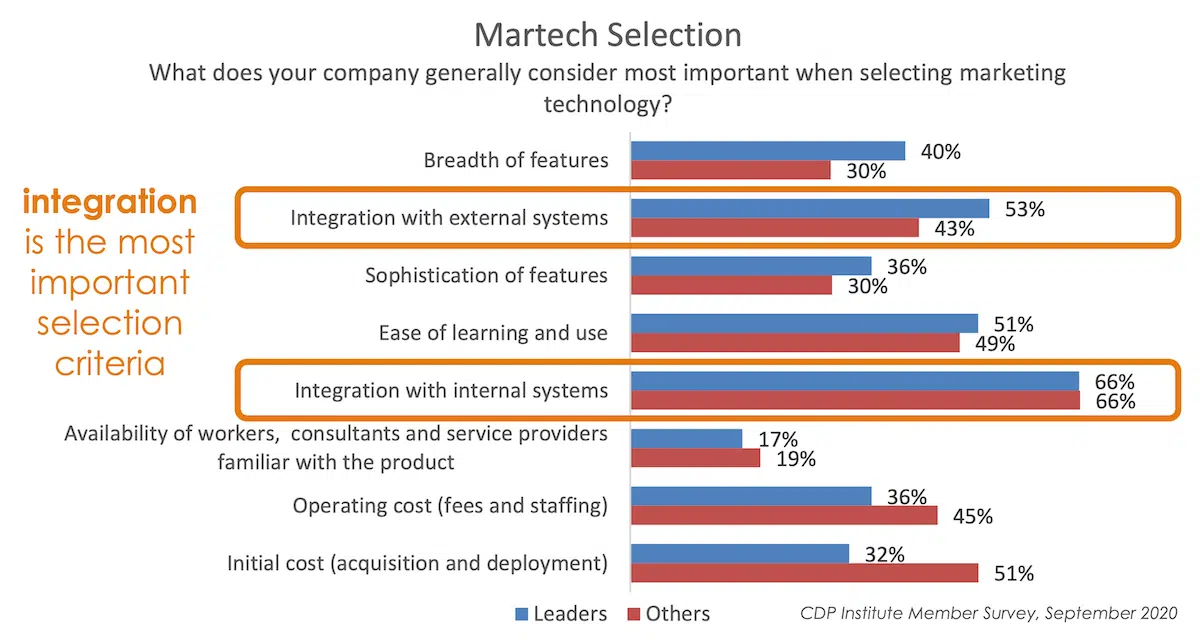 Martech Selection
What does your company generally consider most important when selecting marketing
technology?
integration
is the most
important
selection
criteria
Breadth of features 40%
30%
Integration with external systems 53%
43%
Sophistication of features 36%
30%
Ease of learning and use 51%
49%
Integration with internal systems 66%
66%
Availability of workers, consultants and service providers
familiar with the product 17%
19%
Operating cost (fees and staffing) 36%
45%
Initial cost (acquisition and deployment) 32%
51%
Leaders Others
CDP Institute Member Survey, September 2020